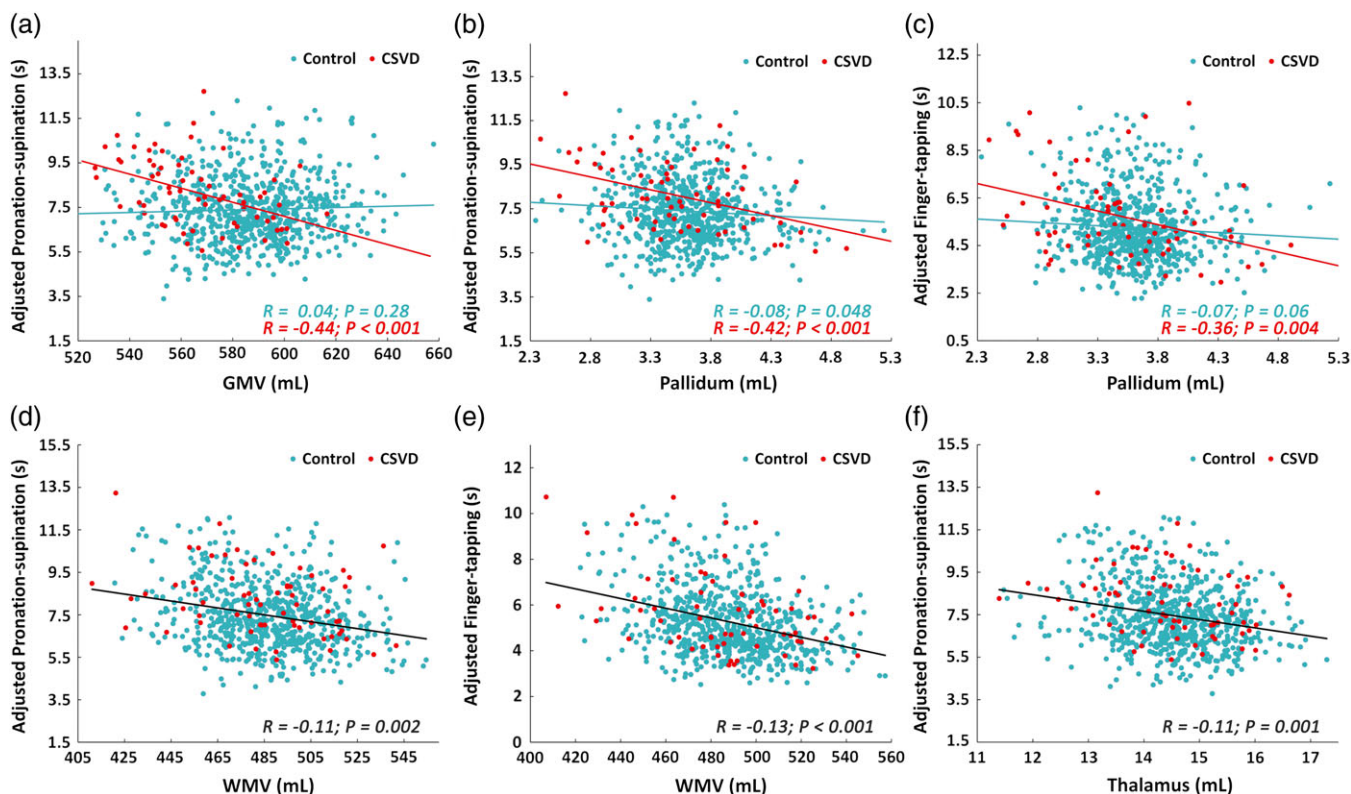 (a)
Adjusted Pronation-supination (s)
13.5
11.5
9.5
7.5
5.5
3.5
1.5
Control CSVD
R = 0.04; P = 0.28
R = -0.44; P < 0.001
520 540 560 580 600 620 640 660
GMV (mL)
(b)
Adjusted Pronation-supination (s)
13.5
11.5
9.5
7.5
5.5
3.5
1.5
Control CSVD
R = -0.08; P = 0.048
R = -0.42; P < 0.001
2.3 2.8 3.3 3.8 4.3 4.8 5.3
Pallidum (mL)
(c)
Adjusted Finger-tapping (s)
12.5
10.5
8.5
6.5
4.5
2.5
0.5
Control CSVD
R = -0.07; P = 0.06
R = -0.36; P = 0.004
2.3 2.8 3.3 3.8 4.3 4.8 5.3
Pallidum (mL)
(d)
Adjusted Pronation-supination (s)
15.5
13.5
11.5
9.5
7.5
5.5
3.5
1.5
Control CSVD
R = -0.11; P = 0.002
425 445 465 485 505 525 545
WMV (mL)
(e)
Adjusted Finger-tapping (s)
12
10
8
6
4
2
0
Control CSVD
R = -0.13; P < 0.001
400 420 440 460 480 500 520 540 560
WMV (mL)
(f)
Adjusted Pronation-supination (s)
15.5
13.5
11.5
9.5
7.5
5.5
3.5
1.5
Control CSVD
R = -0.11; P = 0.001
11 12 13 14 15 16 17
Thalamus (mL)